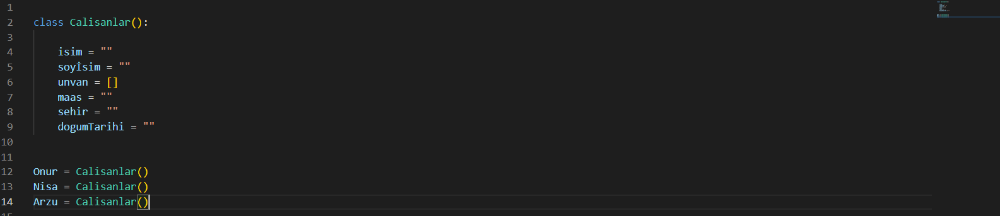 1
2 class Calisanlar():
3
4 isim = ""
5 soyİsim = ""
6 unvan = []
7 maas = ""
8 sehir = ""
9 dogumTarihi = ""
10
11
12 Onur = Calisanlar()
13 Nisa = Calisanlar()
14 Arzu = Calisanlar()
15